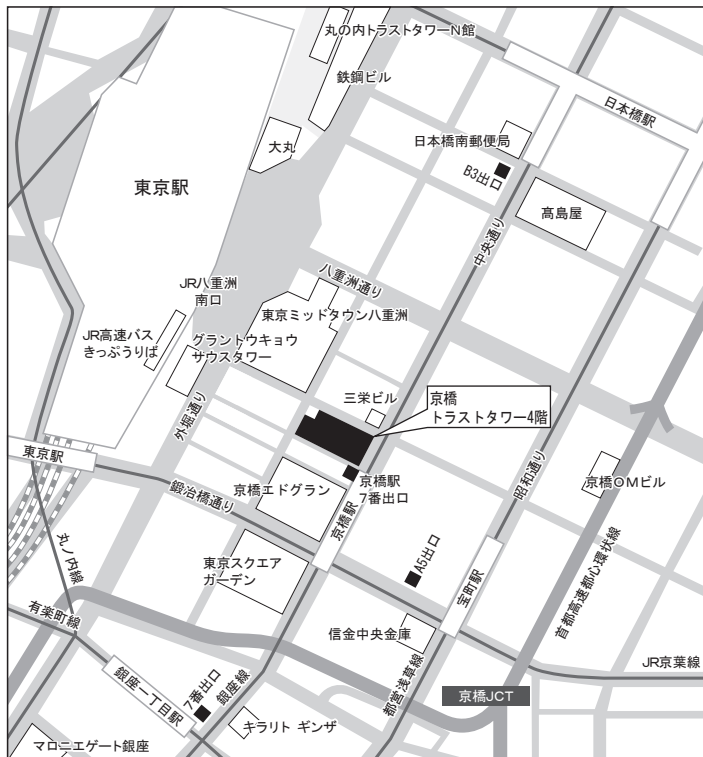 丸の内トラストタワーN館
鉄鋼ビル
日本橋駅
日本橋南郵便局
大丸
B3出口
東京駅
髙島屋
中央通り
八重洲通り
JR八重洲
南口
東京ミッドタウン八重洲
JR高速バス
きっぷうりば
グラントウキョウ
サウスタワー
三栄ビル
京橋
トラストタワー4階
外堀通り
東京駅
昭和通り
京橋OMビル
京橋駅
7番出口
京橋エドグラン
鍛冶橋通り
京橋駅
A5出口
丸ノ内線
東京スクエア
ガーデン
宝町駅
首都高速都心環状線
有楽町線
信金中央金庫
JR京葉線
銀座一丁目駅
7番出口
銀座線
都営浅草線
京橋JCT
キラリト ギンザ
マロニエゲート銀座